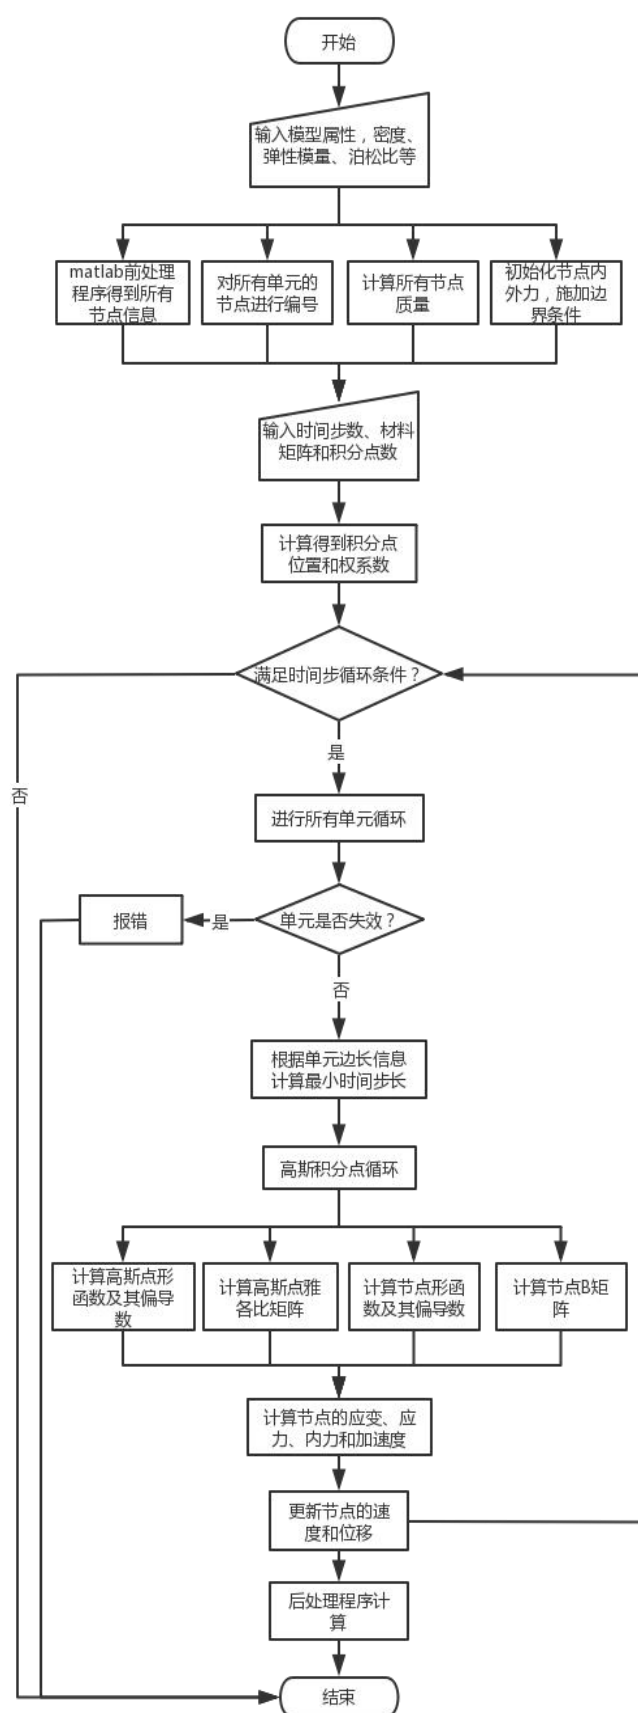 开始
输入模型属性，密度、
弹性模量、泊松比等
matlab前处理
程序得到所有
节点信息
对所有单元的
节点进行编号
计算所有节点
质量
初始化节点内
外力，施加边
界条件
输入时间步数、材料
矩阵和积分点数
计算得到积分点
位置和权系数
满足时间步循环条件？
是
否
进行所有单元循环
报错
是
单元是否失效？
否
根据单元边长信息
计算最小时间步长
高斯积分点循环
计算高斯点形
函数及其偏导
数
计算高斯点雅
各比矩阵
计算节点形函
数及其偏导数
计算节点B矩
阵
计算节点的应变、应
力、内力和加速度
更新节点的速
度和位移
后处理程序计
算
结束